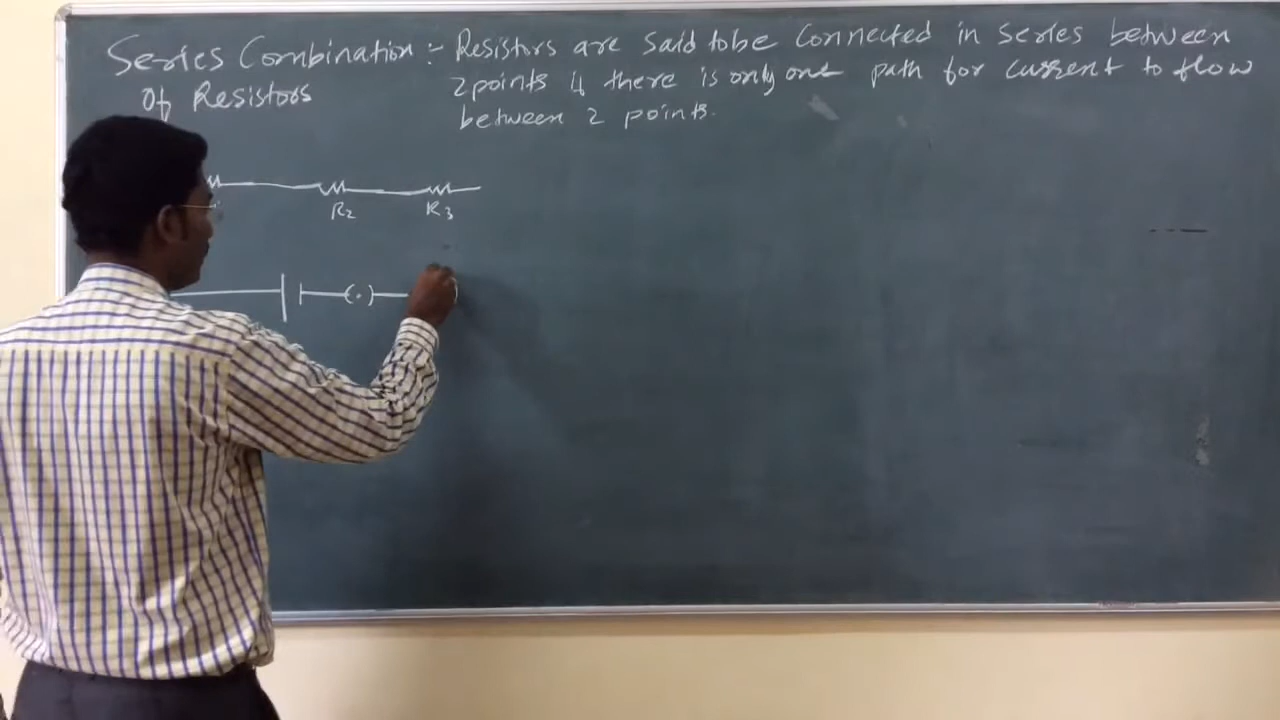 Series Combination :- Resistors are said to be Connected in series between
Of Resistors 2 points if there is only one path for current to flow
between 2 points.
R2 R3